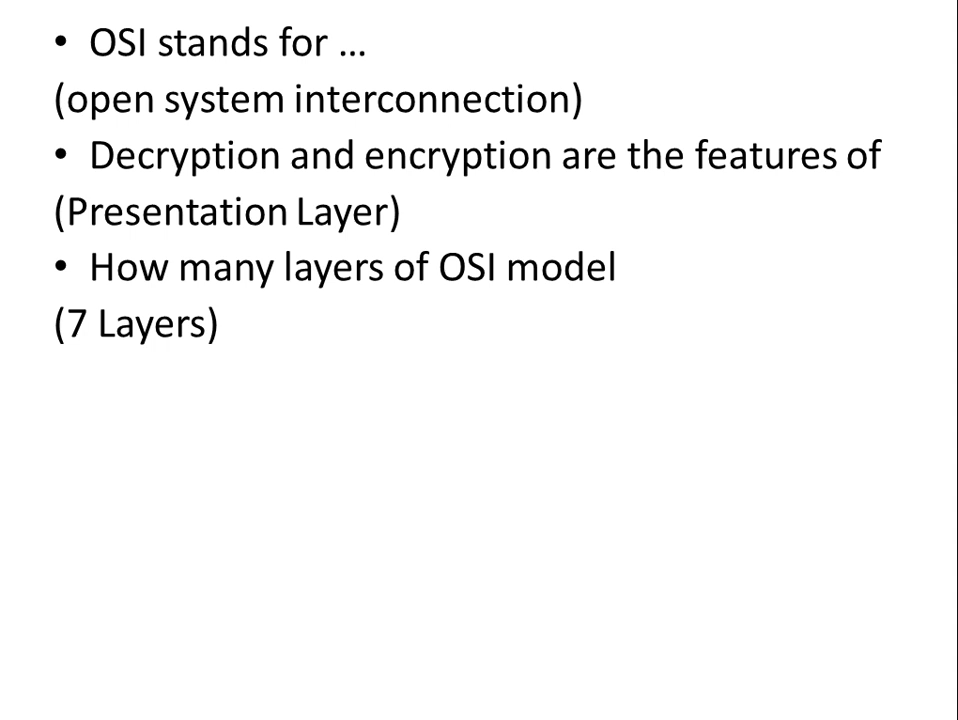 • OSI stands for …
(open system interconnection)
• Decryption and encryption are the features of
(Presentation Layer)
• How many layers of OSI model
(7 Layers)